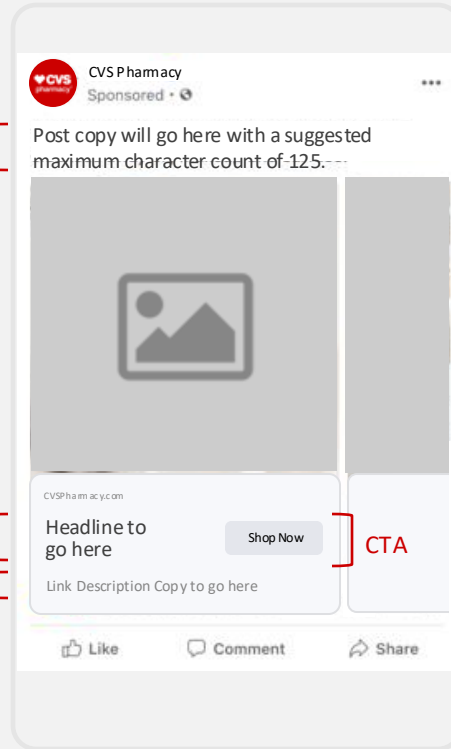 CVS pharmacy
CVS Pharmacy
Sponsored •
Post copy will go here with a suggested
maximum character count of 125.
CVSPharmacy.com
Headline to
go here
Shop Now
CTA
Link Description Copy to go here
Like
Comment
Share